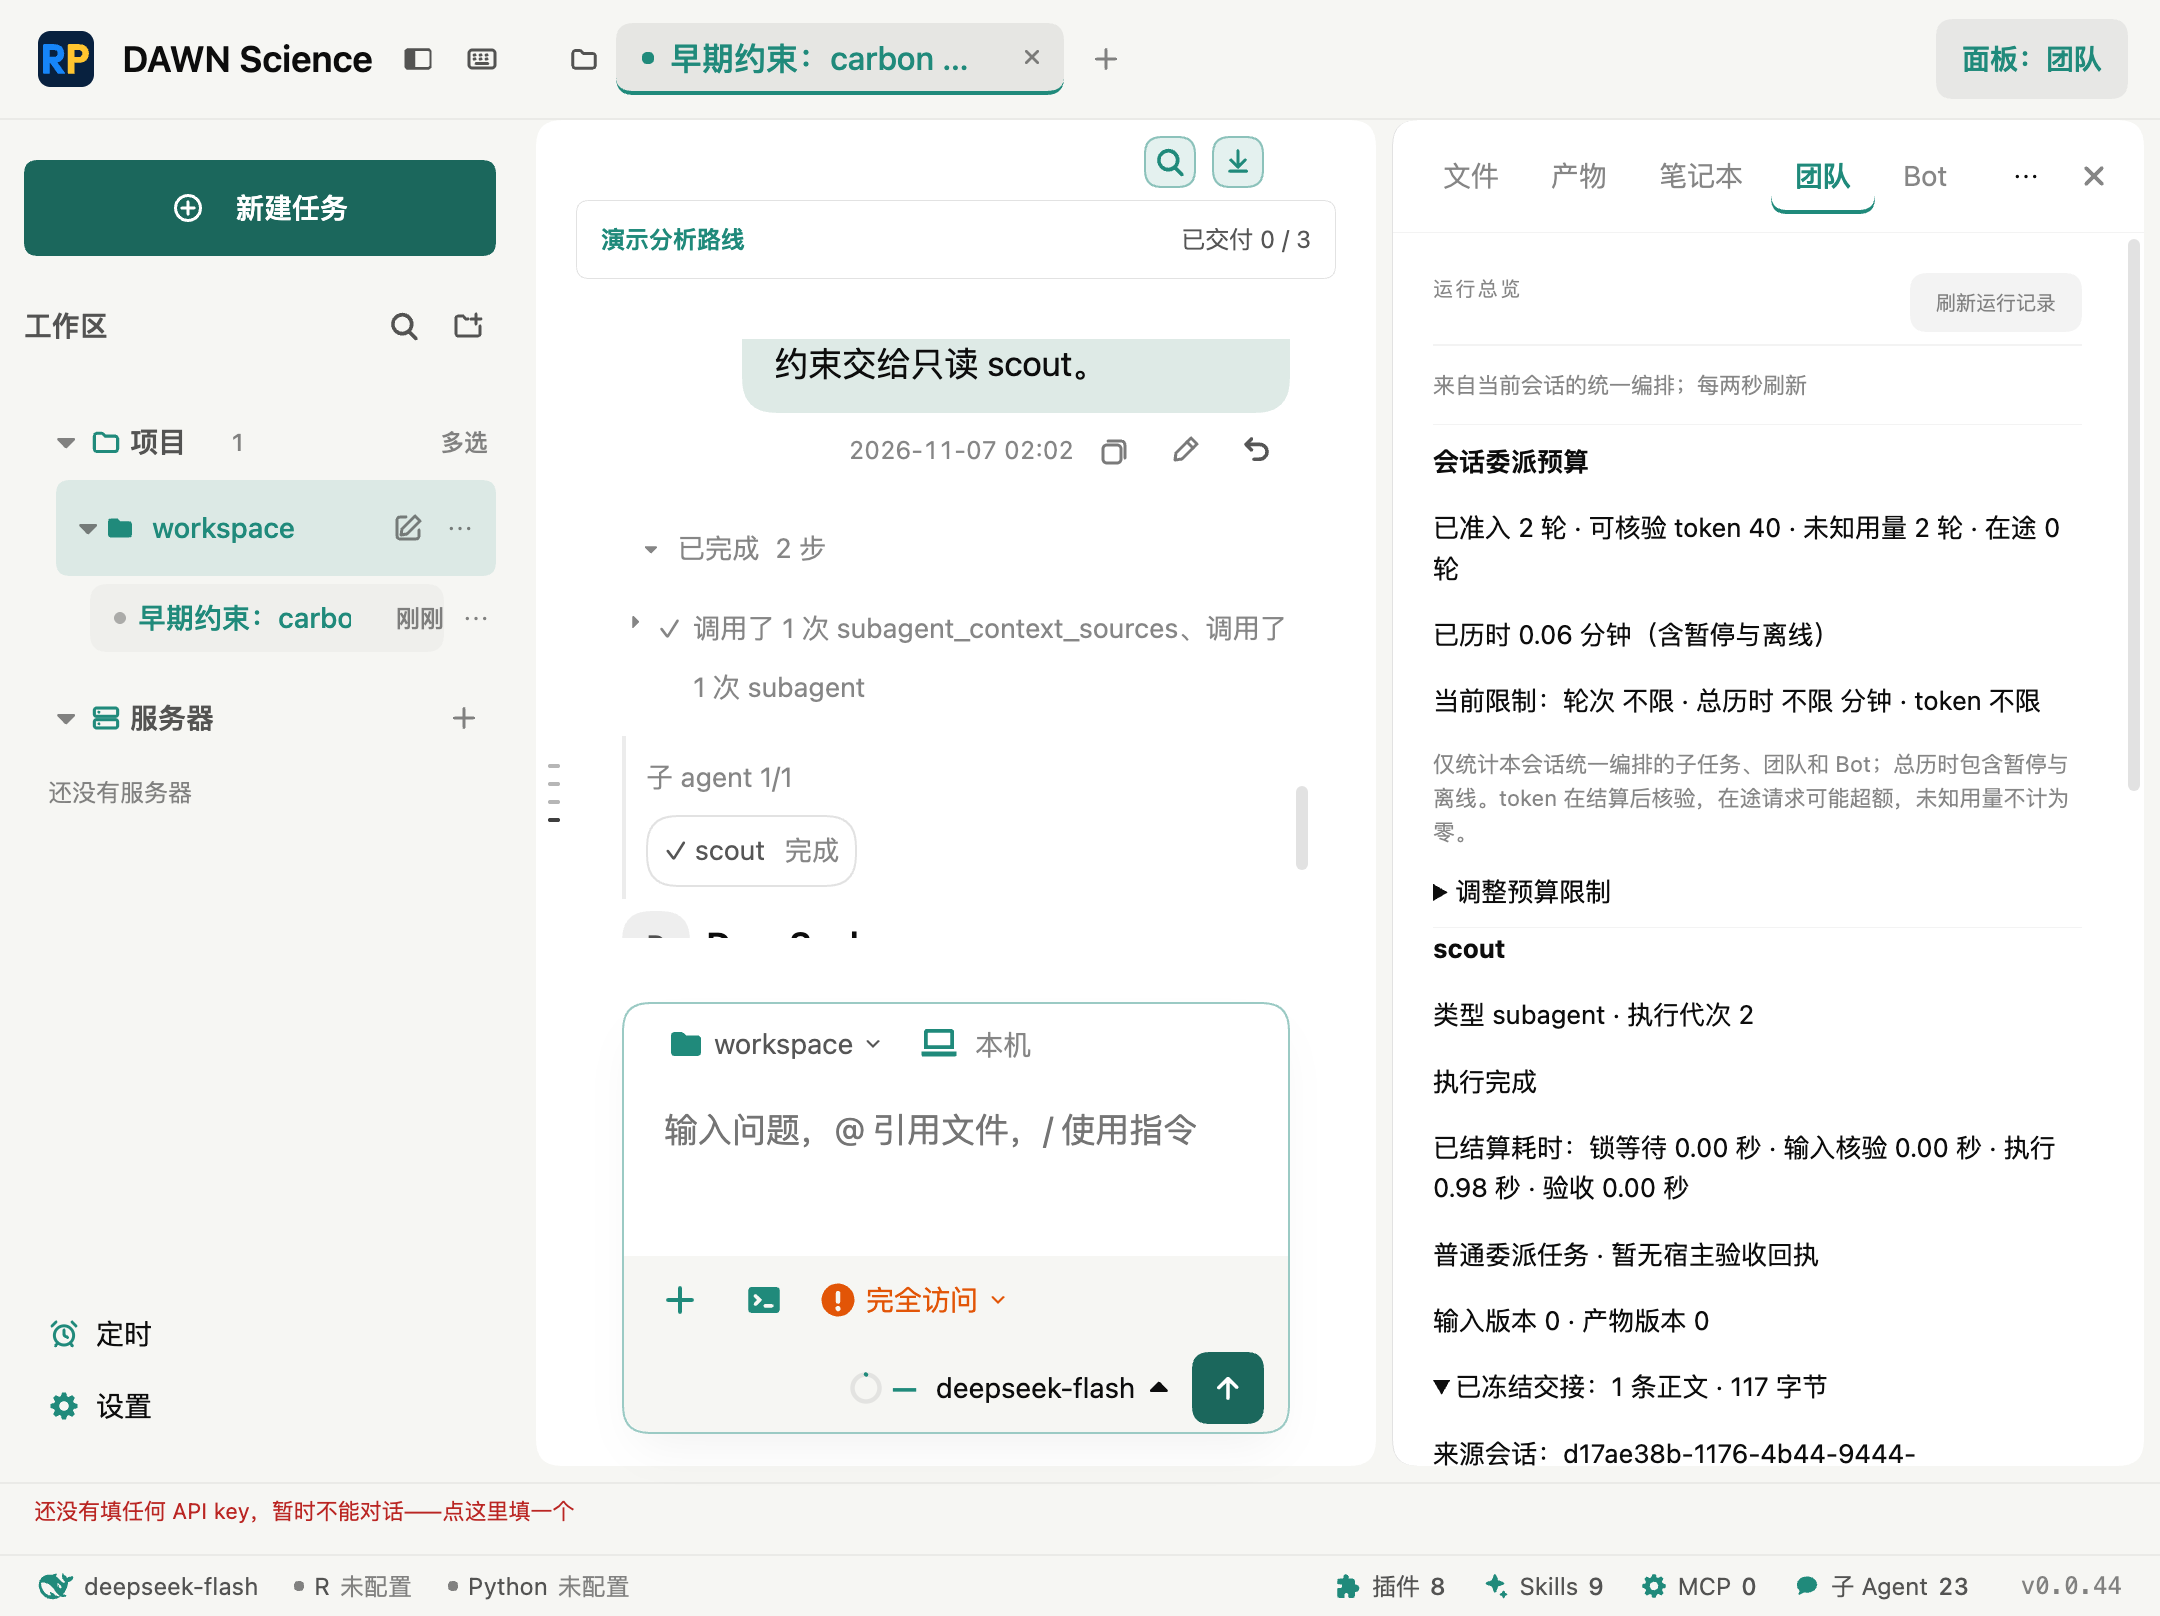 RP DAWN Science
早期约束：carbon ...
面板：团队
新建任务
工作区
项目 1 多选
workspace
早期约束：carbo 刚刚
服务器
还没有服务器
定时
设置
演示分析路线 已交付 0 / 3
约束交给只读 scout。
2026-11-07 02:02
已完成 2 步
调用了 1 次 subagent_context_sources、调用了
1 次 subagent
子 agent 1/1
scout 完成
workspace 本机
输入问题，@ 引用文件，/ 使用指令
完全访问
deepseek-flash
文件 产物 笔记本 团队 Bot
运行总览 刷新运行记录
来自当前会话的统一编排；每两秒刷新
会话委派预算
已准入 2 轮 · 可核验 token 40 · 未知用量 2 轮 · 在途 0
轮
已历时 0.06 分钟（含暂停与离线）
当前限制：轮次 不限 · 总历时 不限 分钟 · token 不限
仅统计本会话统一编排的子任务、团队和 Bot；总历时包含暂停与
离线。token 在结算后核验，在途请求可能超额，未知用量不计为
零。
调整预算限制
scout
类型 subagent · 执行代次 2
执行完成
已结算耗时：锁等待 0.00 秒 · 输入核验 0.00 秒 · 执行
0.98 秒 · 验收 0.00 秒
普通委派任务 · 暂无宿主验收回执
输入版本 0 · 产物版本 0
已冻结交接：1 条正文 · 117 字节
来源会话：d17ae38b-1176-4b44-9444-
还没有填任何 API key，暂时不能对话——点这里填一个
deepseek-flash R 未配置 Python 未配置
插件 8 Skills 9 MCP 0 子 Agent 23 v0.0.44